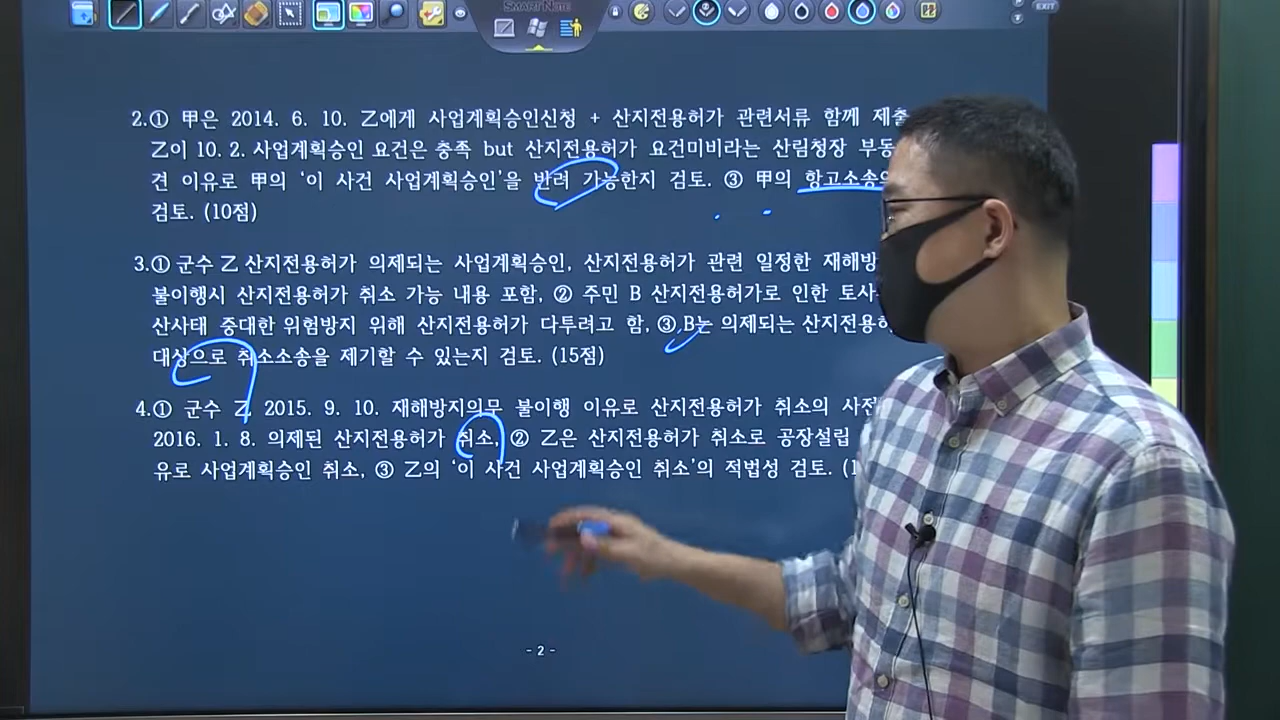 SMART NOTE
EXIT
2.① 甲은 2014. 6. 10. 乙에게 사업계획승인신청 + 산지전용허가 관련서류 함께 제출
乙이 10. 2. 사업계획승인 요건은 충족 but 산지전용허가 요건미비라는 산림청장 부동
견 이유로 甲의 '이 사건 사업계획승인'을 반려 가능한지 검토. ③ 甲의 항고소송의
검토. (10점)
3.① 군수 乙 산지전용허가 의제되는 사업계획승인, 산지전용허가 관련 일정한 재해방
불이행시 산지전용허가 취소 가능 내용 포함, ② 주민 B 산지전용허가로 인한 토사
산사태 중대한 위험방지 위해 산지전용허가 다투려고 함, ③ B는 의제되는 산지전용허
대상으로 취소소송을 제기할 수 있는지 검토. (15점)
4.① 군수 乙 2015. 9. 10. 재해방지의무 불이행 이유로 산지전용허가 취소의 사전
2016. 1. 8. 의제된 산지전용허가 취소, ② 乙은 산지전용허가 취소로 공장설립
유로 사업계획승인 취소, ③ 乙의 '이 사건 사업계획승인 취소'의 적법성 검토. (1
- 2 -